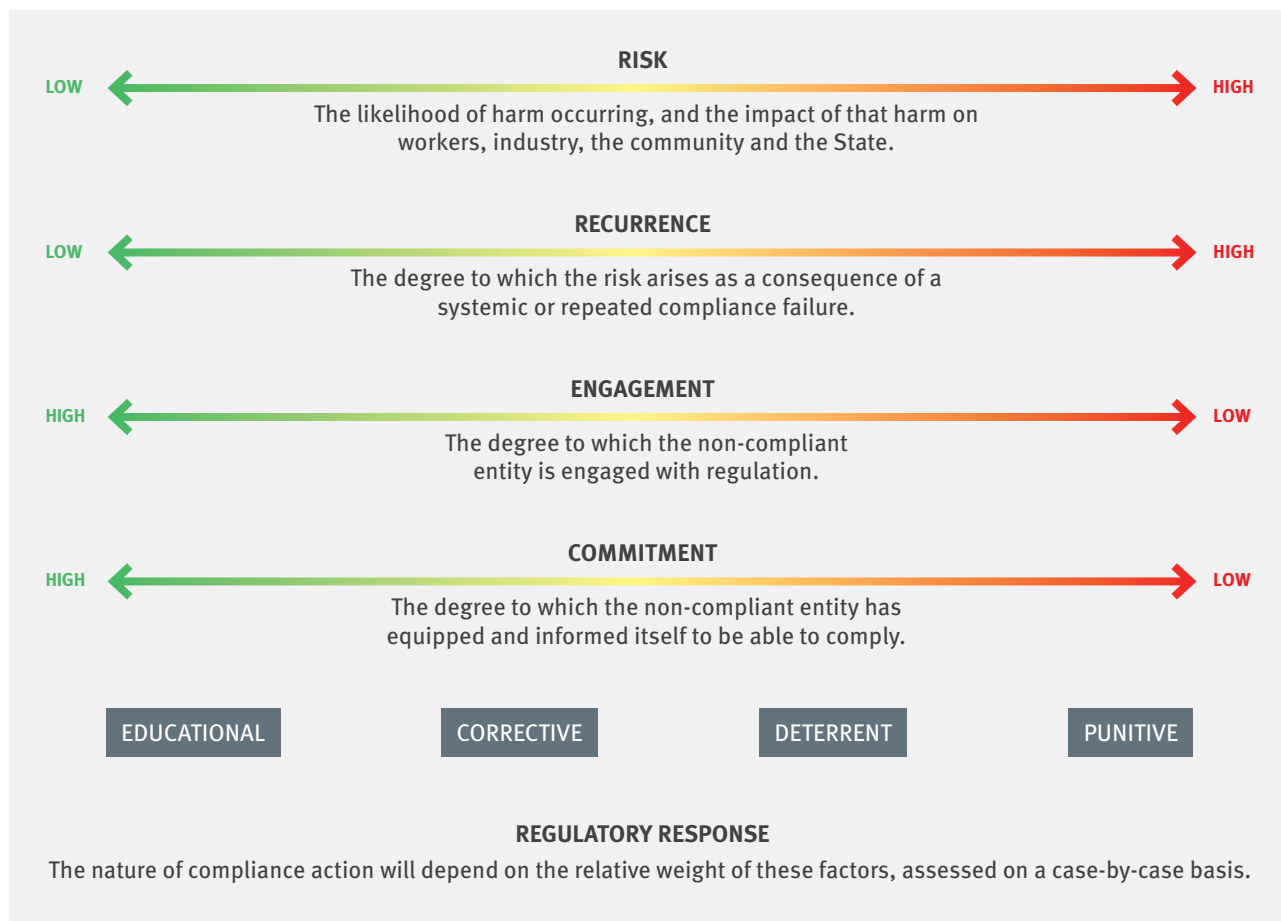 RISK
LOW
HIGH
The likelihood of harm occurring, and the impact of that harm on
workers, industry, the community and the State.
RECURRENCE
LOW
HIGH
The degree to which the risk arises as a consequence of a
systemic or repeated compliance failure.
ENGAGEMENT
HIGH
LOW
The degree to which the non-compliant
entity is engaged with regulation.
COMMITMENT
HIGH
LOW
The degree to which the non-compliant entity has
equipped and informed itself to be able to comply.
EDUCATIONAL
CORRECTIVE
DETERRENT
PUNITIVE
REGULATORY RESPONSE
The nature of compliance action will depend on the relative weight of these factors, assessed on a case-by-case basis.